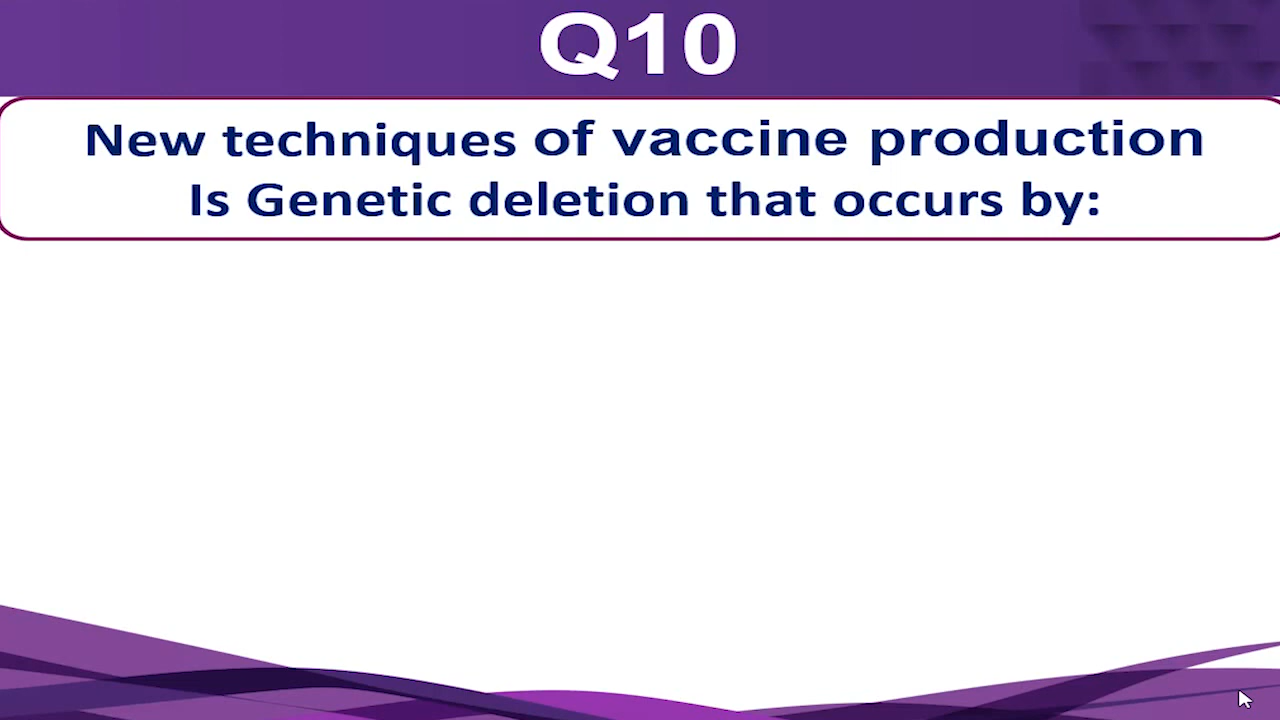 Q10
New techniques of vaccine production
Is Genetic deletion that occurs by: